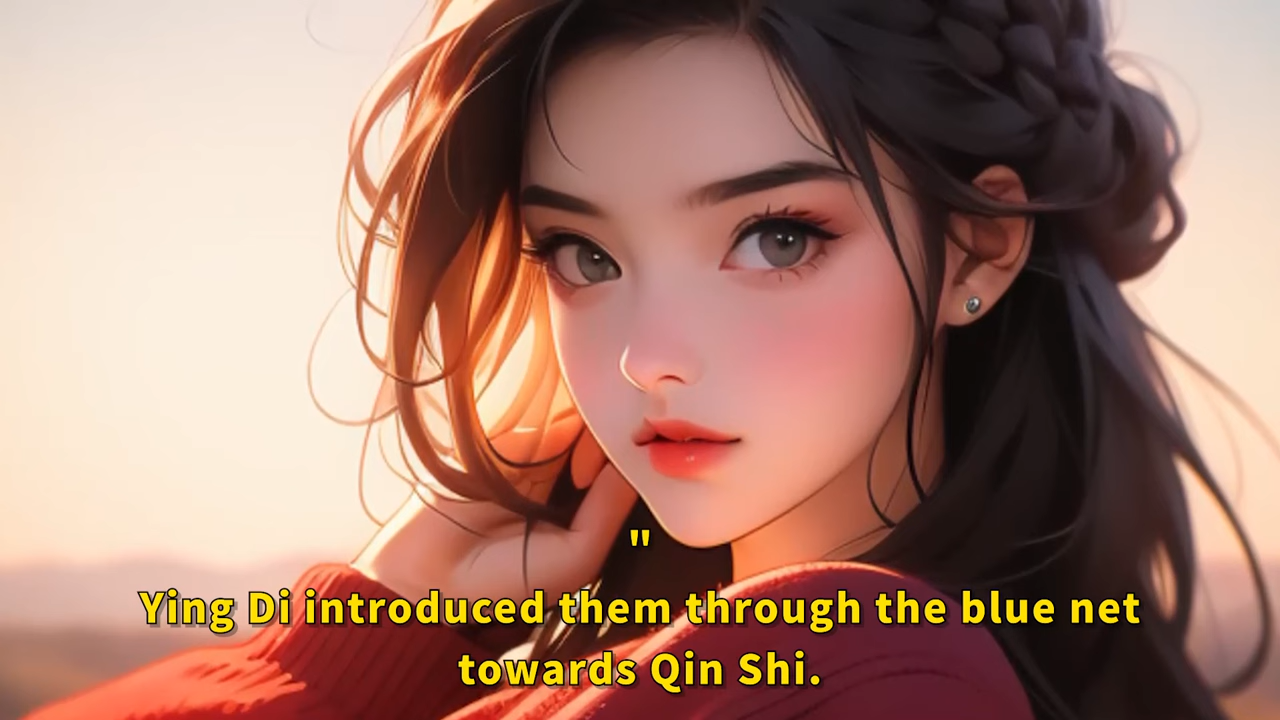 "
Ying Di introduced them through the blue net
towards Qin Shi.